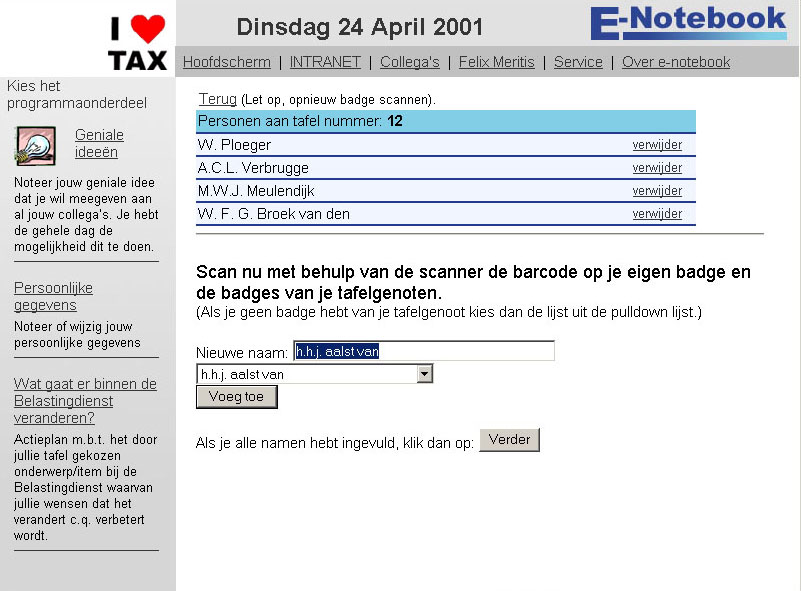 I ♥ TAX
Dinsdag 24 April 2001
E-Notebook
Hoofdscherm | INTRANET | Collega's | Felix Meritis | Service | Over e-notebook
Kies het
programmaonderdeel
Geniale
ideeën
Noteer jouw geniale idee
dat je wil meegeven aan
al jouw collega's. Je hebt
de gehele dag de
mogelijkheid dit te doen.
Persoonlijke
gegevens
Noteer of wijzig jouw
persoonlijke gegevens
Wat gaat er binnen de
Belastingdienst
veranderen?
Actieplan m.b.t. het door
jullie tafel gekozen
onderwerp/item bij de
Belastingdienst waarvan
jullie wensen dat het
verandert c.q. verbetert
wordt.
Terug (Let op, opnieuw badge scannen).
Personen aan tafel nummer: 12
W. Ploeger verwijder
A.C.L. Verbrugge verwijder
M.W.J. Meulendijk verwijder
W. F. G. Broek van den verwijder
Scan nu met behulp van de scanner de barcode op je eigen badge en
de badges van je tafelgenoten.
(Als je geen badge hebt van je tafelgenoot kies dan de lijst uit de pulldown lijst.)
Nieuwe naam: h.h.j. aalst van
h.h.j. aalst van
Voeg toe
Als je alle namen hebt ingevuld, klik dan op: Verder